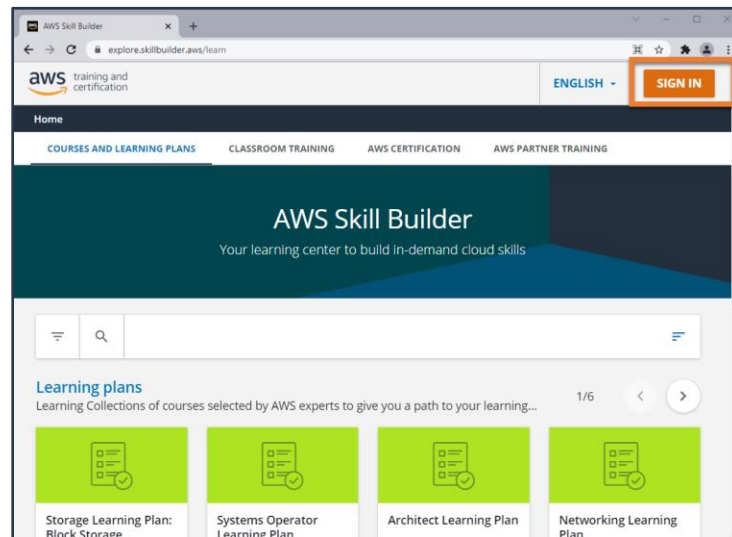 AWS Skill Builder
explore.skillbuilder.aws/learn
aws training and
certification
ENGLISH
SIGN IN
Home
COURSES AND LEARNING PLANS CLASSROOM TRAINING AWS CERTIFICATION AWS PARTNER TRAINING
AWS Skill Builder
Your learning center to build in-demand cloud skills
Learning plans
Learning Collections of courses selected by AWS experts to give you a path to your learning...
1/6
Storage Learning Plan:
Block Storage
Systems Operator
Learning Plan
Architect Learning Plan
Networking Learning
Plan